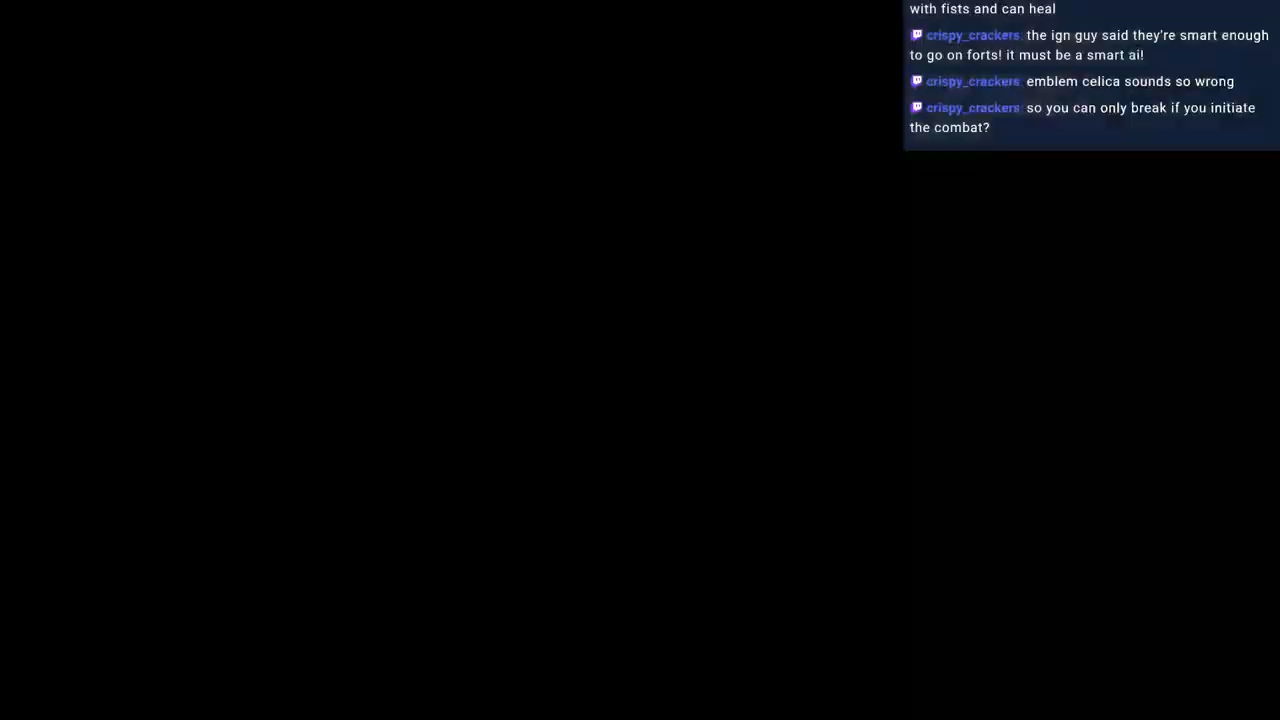 with fists and can heal
crispy_crackers: the ign guy said they're smart enough
to go on forts! it must be a smart ai!
crispy_crackers: emblem celica sounds so wrong
crispy_crackers: so you can only break if you initiate
the combat?